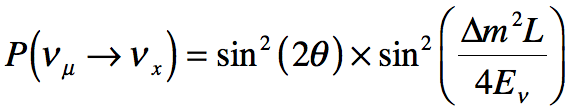 P(ν_μ → ν_x) = sin²(2θ) × sin²(Δm²L / 4E_ν)